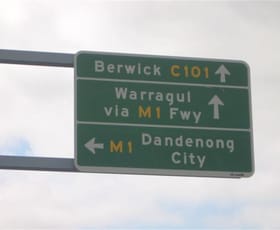 Berwick C101
Warragul
via M1 Fwy
M1 Dandenong
City